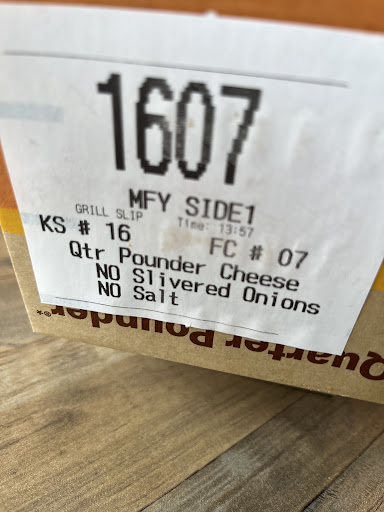 1607
MFY SIDE1
GRILL SLIP Time: 13:57
KS # 16 FC # 07
Qtr Pounder Cheese
NO Slivered Onions
NO Salt
Quarter Pounder®*